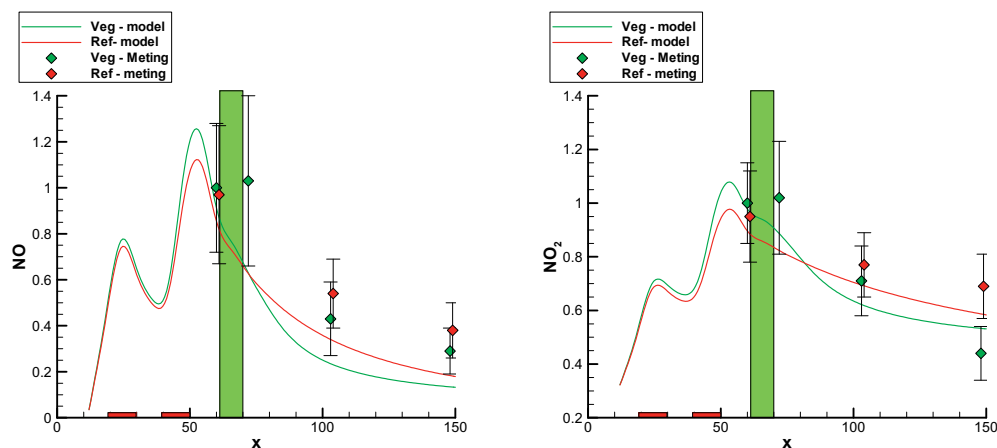 Veg - model
Ref- model
Veg - Meting
Ref - meting
1.4
1.2
1
0.8
0.6
0.4
0.2
0
NO
0 50 100 150
x
Veg - model
Ref- model
Veg - Meting
Ref - meting
1.4
1.2
1
0.8
0.6
0.4
0.2
NO2
0 50 100 150
x